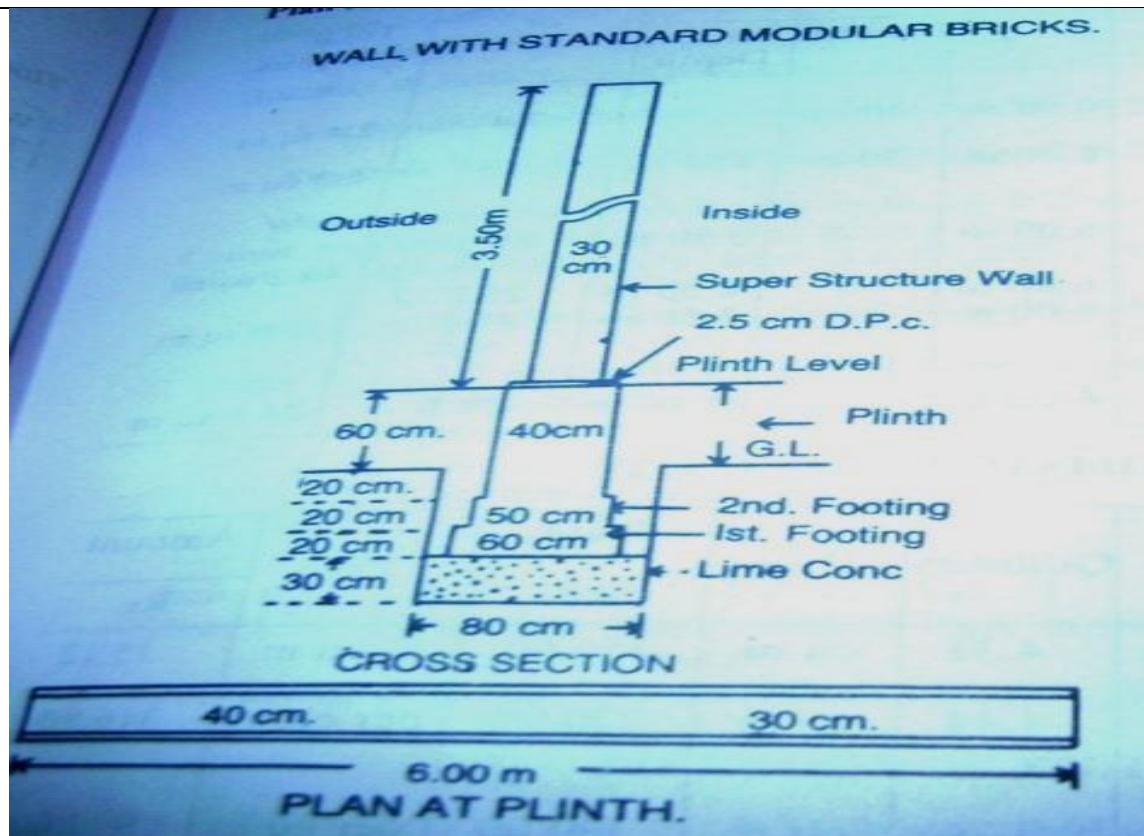 WALL WITH STANDARD MODULAR BRICKS.
3.50m
Outside
Inside
30
cm
Super Structure Wall
2.5 cm D.P.c.
Plinth Level
60 cm.
40cm
Plinth
G.L.
20 cm.
20 cm
50 cm
2nd. Footing
20 cm
60 cm
Ist. Footing
30 cm
Lime Conc
80 cm
CROSS SECTION
40 cm.
30 cm.
6.00 m
PLAN AT PLINTH.